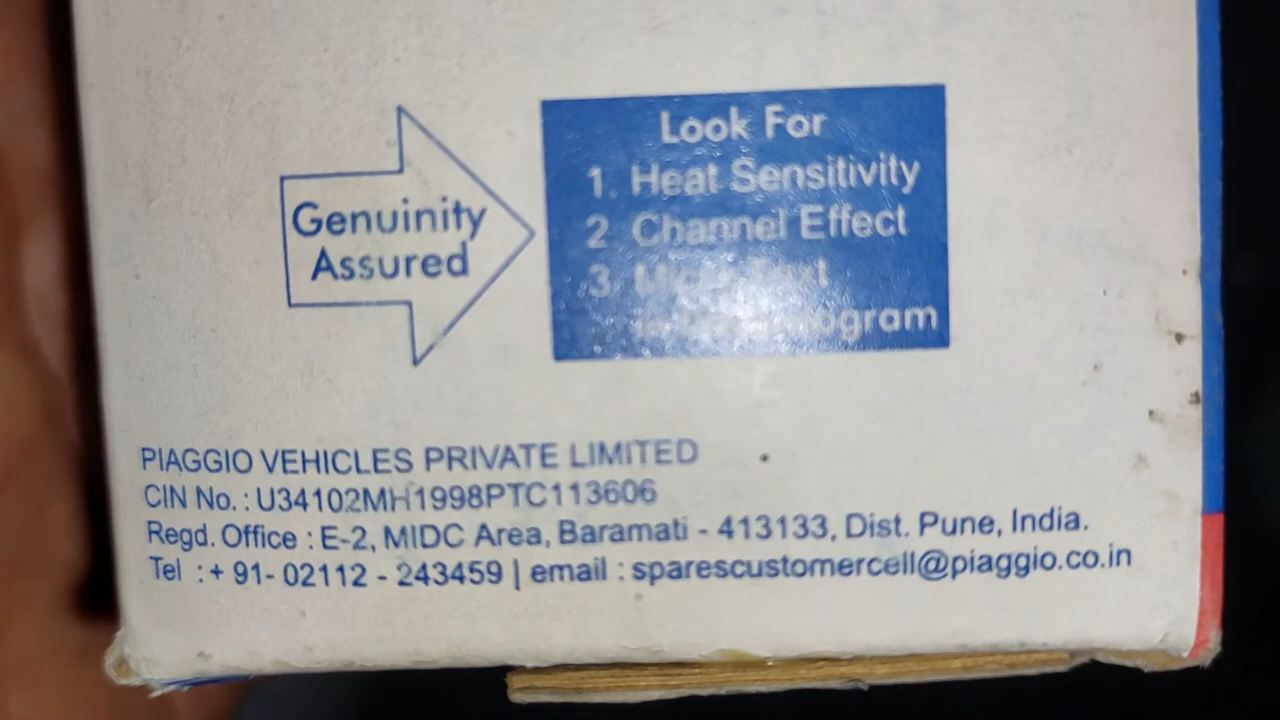 Genuinity
Assured
Look For
1. Heat Sensitivity
2 Channel Effect
3 Text
PIAGGIO VEHICLES PRIVATE LIMITED
CIN No. : U34102MH1998PTC113606
Regd. Office : E-2, MIDC Area, Baramati - 413133, Dist. Pune, India.
Tel : + 91- 02112 - 243459 | email : sparescustomercell@piaggio.co.in